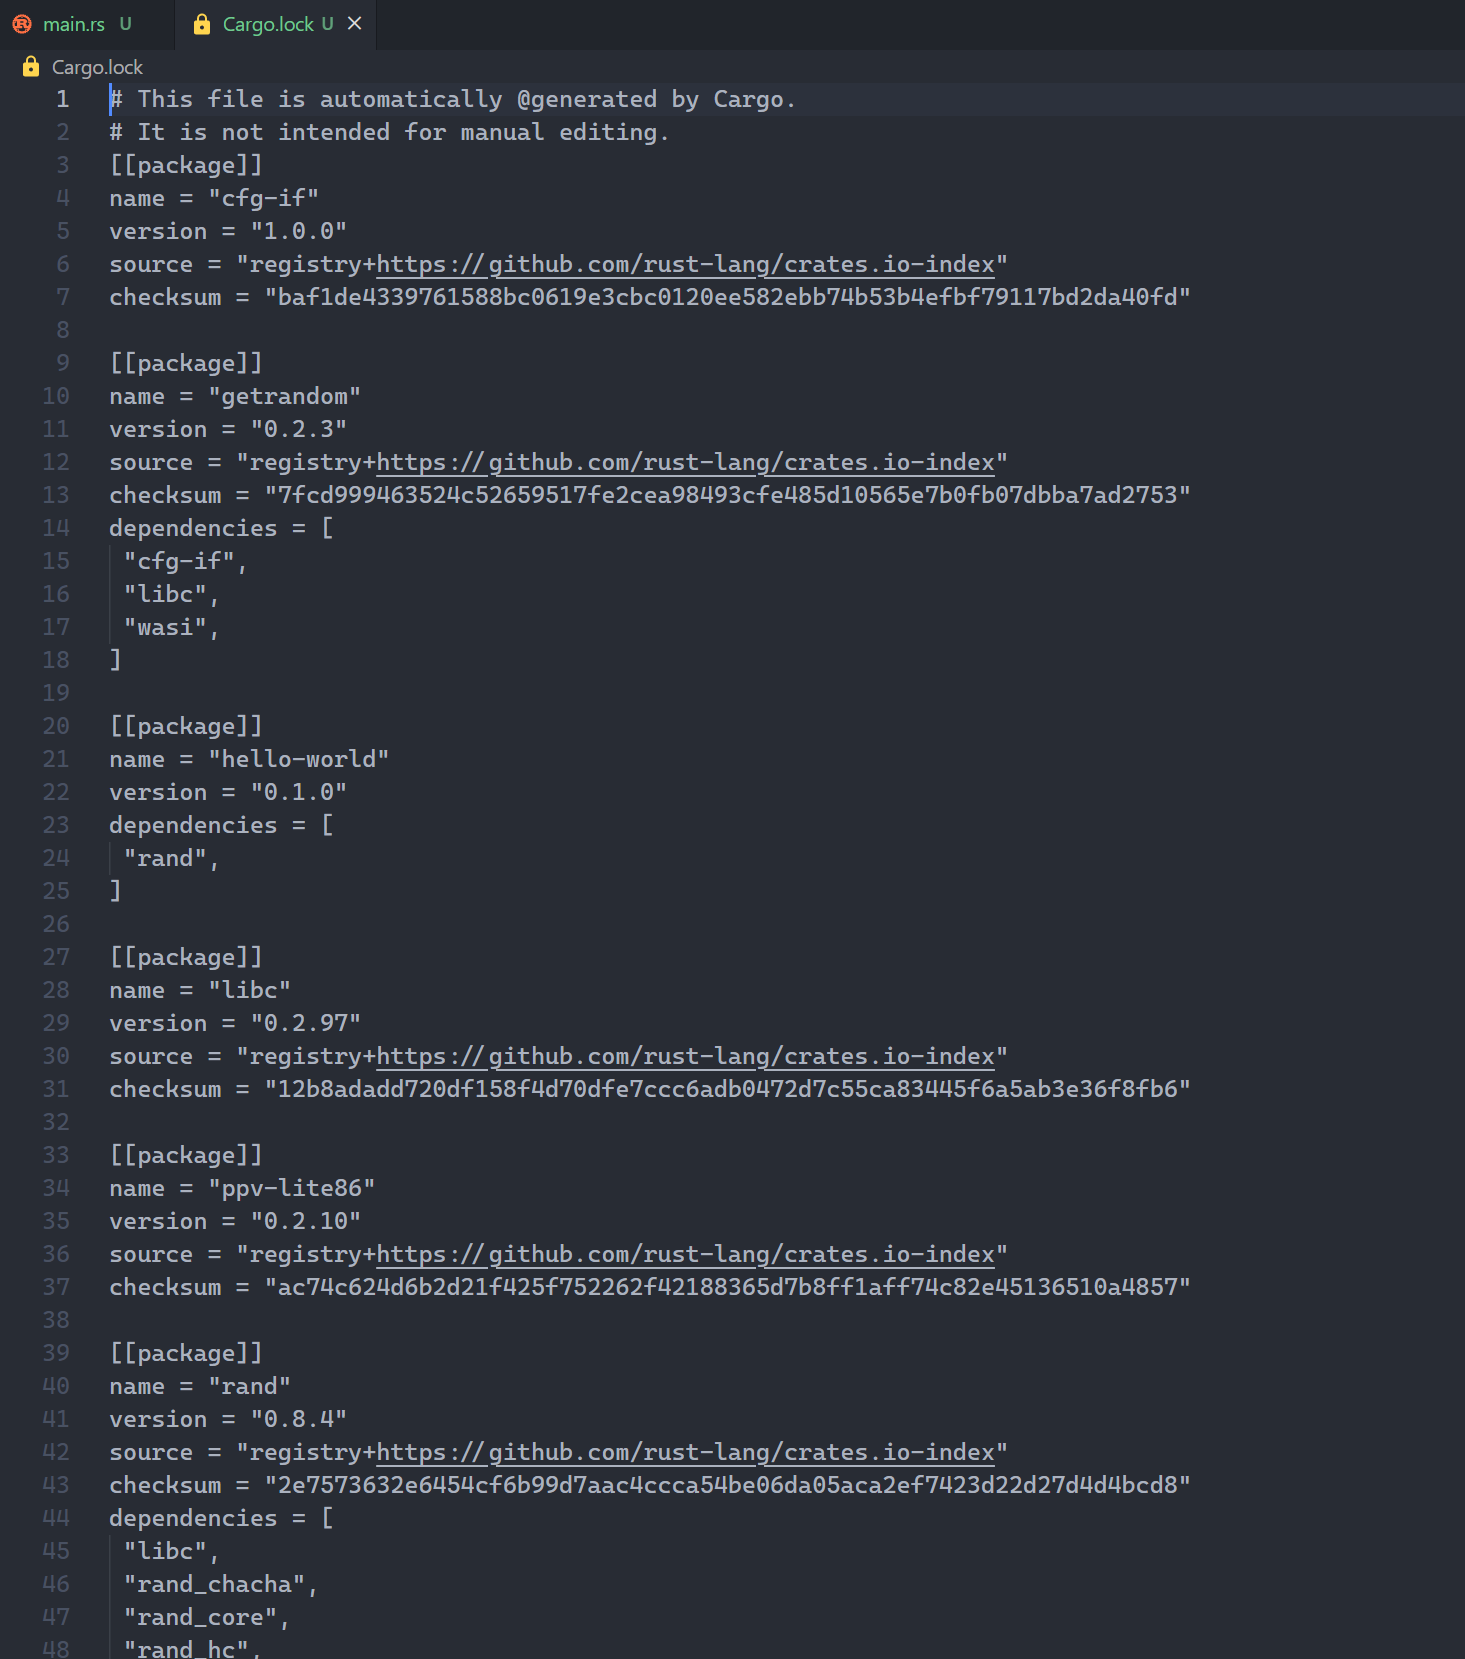 main.rs U
Cargo.lock U
Cargo.lock
1 # This file is automatically @generated by Cargo.
2 # It is not intended for manual editing.
3 [[package]]
4 name = "cfg-if"
5 version = "1.0.0"
6 source = "registry+https://github.com/rust-lang/crates.io-index"
7 checksum = "baf1de4339761588bc0619e3cbc0120ee582ebb74b53b4efbf79117bd2da40fd"
8
9 [[package]]
10 name = "getrandom"
11 version = "0.2.3"
12 source = "registry+https://github.com/rust-lang/crates.io-index"
13 checksum = "7fcd999463524c52659517fe2cea98493cfe485d10565e7b0fb07dbba7ad2753"
14 dependencies = [
15 "cfg-if",
16 "libc",
17 "wasi",
18 ]
19
20 [[package]]
21 name = "hello-world"
22 version = "0.1.0"
23 dependencies = [
24 "rand",
25 ]
26
27 [[package]]
28 name = "libc"
29 version = "0.2.97"
30 source = "registry+https://github.com/rust-lang/crates.io-index"
31 checksum = "12b8adadd720df158f4d70dfe7ccc6adb0472d7c55ca83445f6a5ab3e36f8fb6"
32
33 [[package]]
34 name = "ppv-lite86"
35 version = "0.2.10"
36 source = "registry+https://github.com/rust-lang/crates.io-index"
37 checksum = "ac74c624d6b2d21f425f752262f42188365d7b8ff1aff74c82e45136510a4857"
38
39 [[package]]
40 name = "rand"
41 version = "0.8.4"
42 source = "registry+https://github.com/rust-lang/crates.io-index"
43 checksum = "2e7573632e6454cf6b99d7aac4ccca54be06da05aca2ef7423d22d27d4d4bcd8"
44 dependencies = [
45 "libc",
46 "rand_chacha",
47 "rand_core",
48 "rand_hc",